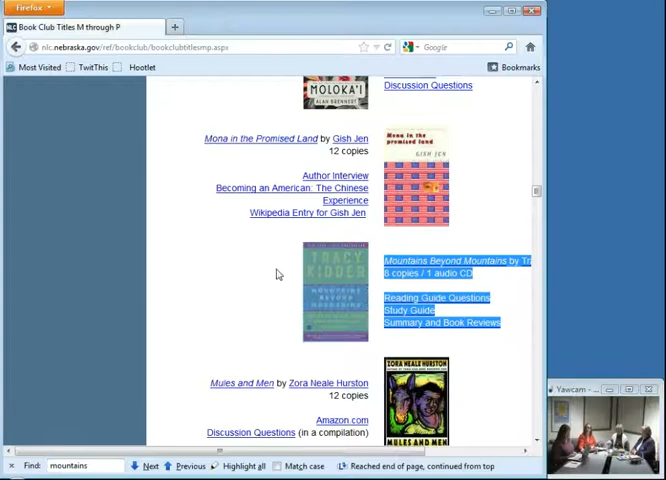 Firefox
Book Club Titles M through P
nlc.nebraska.gov/ref/bookclub/bookclubtitlesmp.aspx
Google
Most Visited
TwitThis
Hootlet
Bookmarks
MOLOKA'I
ALAN BRENNERT
Discussion Questions
Mona in the Promised Land by Gish Jen
12 copies
Author Interview
Becoming an American: The Chinese
Experience
Wikipedia Entry for Gish Jen
Mona in the
promised land
GISH JEN
TRACY
KIDDER
MOUNTAINS
BEYOND
MOUNTAINS
Mountains Beyond Mountains by Tra
8 copies / 1 audio CD
Reading Guide Questions
Study Guide
Summary and Book Reviews
Mules and Men by Zora Neale Hurston
12 copies
Amazon.com
Discussion Questions (in a compilation)
ZORA NEALE HURSTON
MULES AND MEN
Yawcam -...
Find: mountains
Next
Previous
Highlight all
Match case
Reached end of page, continued from top